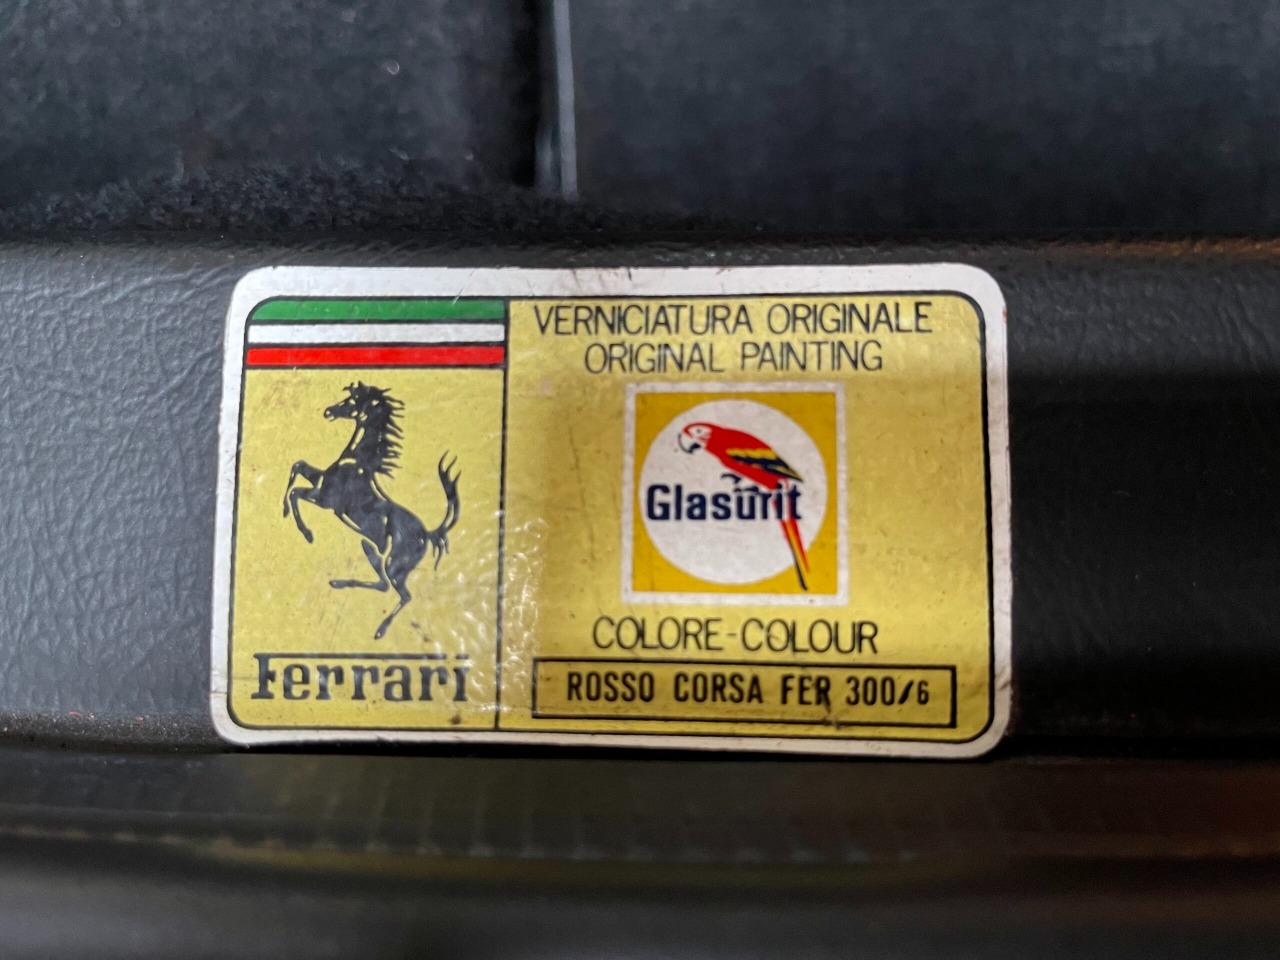 VERNICIATURA ORIGINALE
ORIGINAL PAINTING
Glasurit
COLORE-COLOUR
ROSSO CORSA FER 300/6
Ferrari